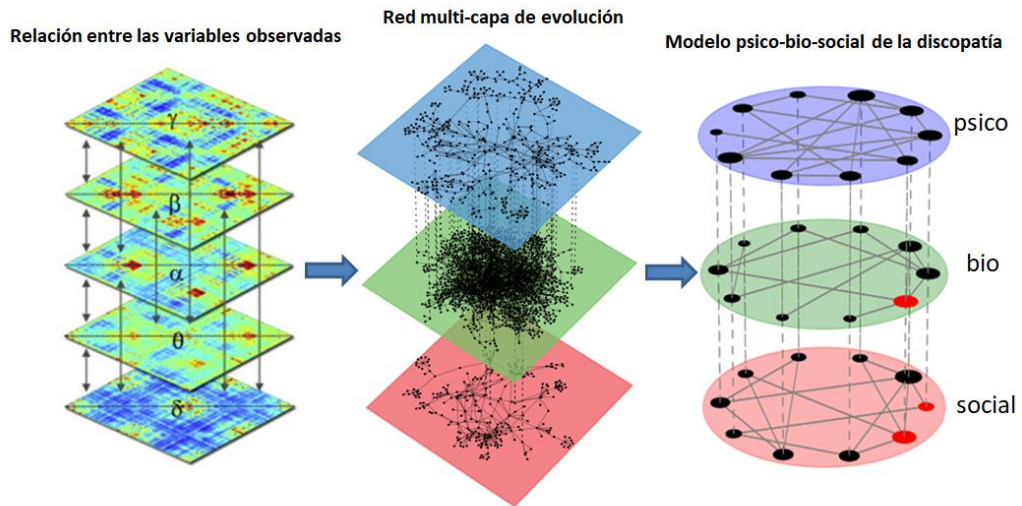 Relación entre las variables observadas
Red multi-capa de evolución
Modelo psico-bio-social de la discopatía
γ
β
α
θ
δ
psico
bio
social